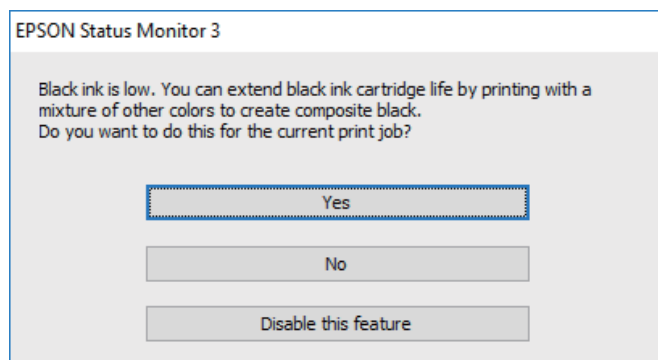 EPSON Status Monitor 3
Black ink is low. You can extend black ink cartridge life by printing with a
mixture of other colors to create composite black.
Do you want to do this for the current print job?
Yes
No
Disable this feature